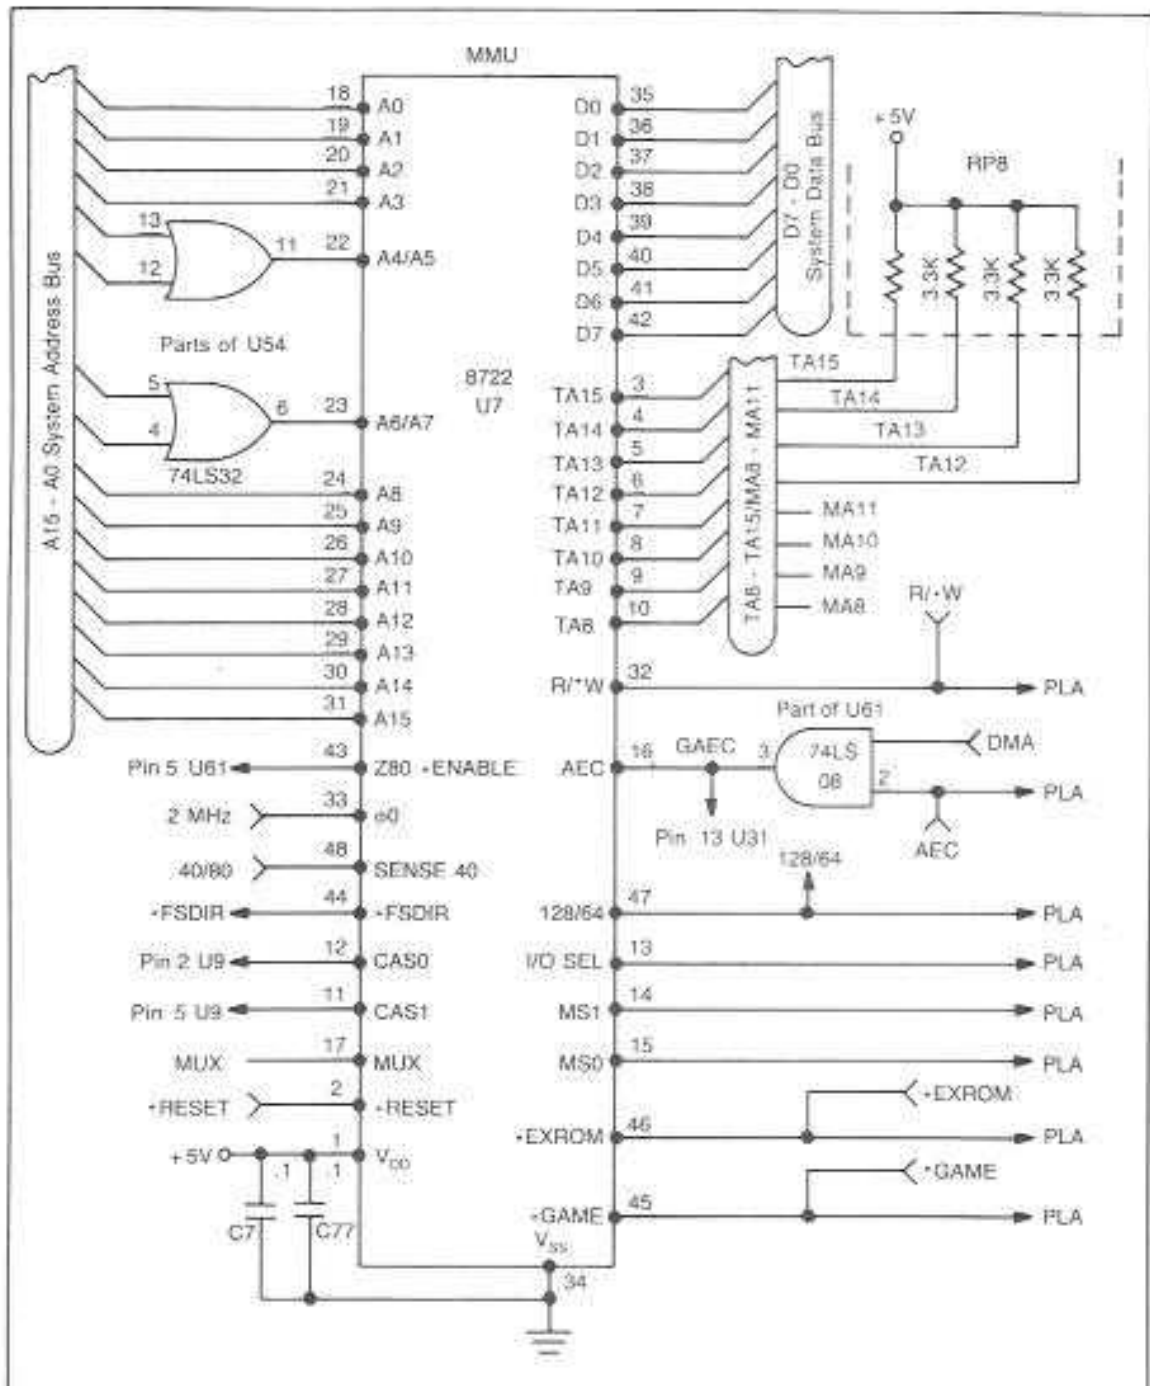 MMU
A15 - A0 System Address Bus
18 A0
19 A1
20 A2
21 A3
13
12
11
22 A4/A5
Parts of U54
5
4
6
23 A6/A7
74LS32
24 A8
25 A9
26 A10
27 A11
28 A12
29 A13
30 A14
31 A15
Pin 5 U61 43 Z80 *ENABLE
2 MHz 33 ø0
40/80 48 SENSE 40
*FSDIR 44 *FSDIR
Pin 2 U9 12 CAS0
Pin 5 U9 11 CAS1
MUX 17 MUX
*RESET 2 *RESET
+5V 1 VDD
.1 .1
C7 C77
8722
U7
D0 35
D1 36
D2 37
D3 38
D4 39
D5 40
D6 41
D7 42
D7 - D0
System Data Bus
+5V
RP8
3.3K 3.3K 3.3K
TA15 3
TA14 4
TA13 5
TA12 6
TA11 7
TA10 8
TA9 9
TA8 10
TA8 - TA15/MA8 - MA11
TA15
TA14
TA13
TA12
MA11
MA10
MA9
MA8
R/*W
R/*W 32 PLA
Part of U61
AEC 16 GAEC 3 74LS
08
DMA
2 PLA
Pin 13 U31
AEC
128/64
128/64 47 PLA
I/O SEL 13 PLA
MS1 14 PLA
MS0 15 PLA
*EXROM
*EXROM 46 PLA
*GAME
*GAME 45 PLA
VSS
34